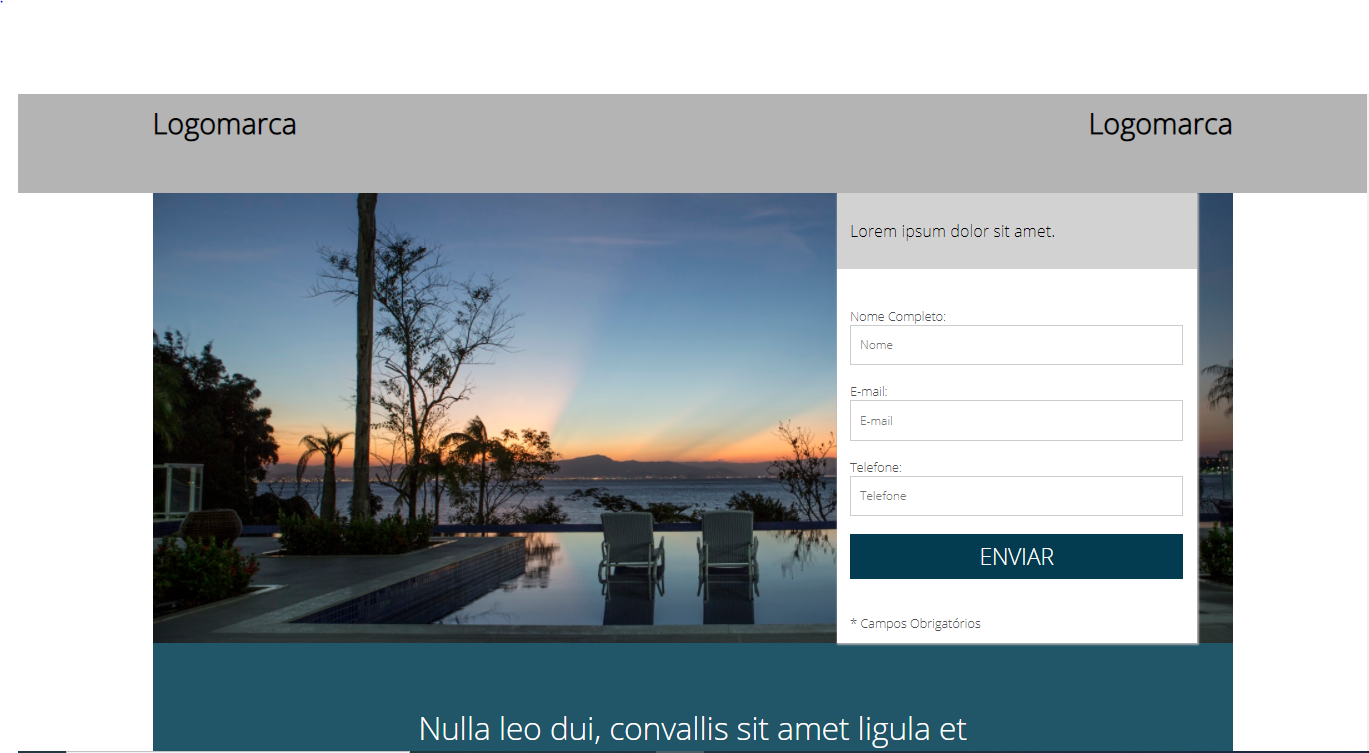 Logomarca
Logomarca
Lorem ipsum dolor sit amet.
Nome Completo:
Nome
E-mail:
E-mail
Telefone:
Telefone
ENVIAR
* Campos Obrigatórios
Nulla leo dui, convallis sit amet ligula et